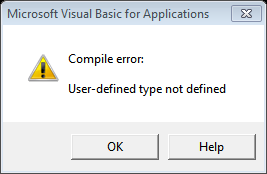 Microsoft Visual Basic for Applications
Compile error:
User-defined type not defined
OK
Help